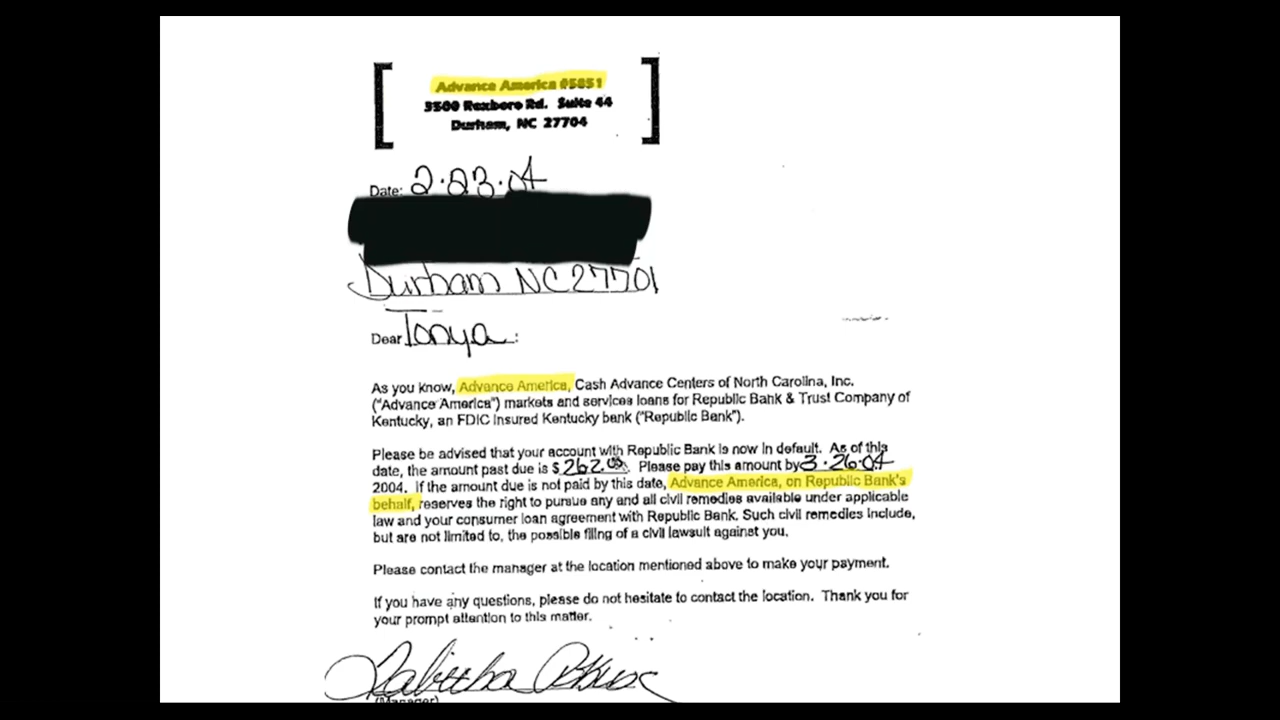 Advance America #5851
3500 Roxboro Rd. Suite 44
Durham, NC 27704
Date: 2.23.04
Durham NC 27701
Dear Tonya:
As you know, Advance America, Cash Advance Centers of North Carolina, Inc.
("Advance America") markets and services loans for Republic Bank & Trust Company of
Kentucky, an FDIC insured Kentucky bank ("Republic Bank").
Please be advised that your account with Republic Bank is now in default. As of this
date, the amount past due is $262.00. Please pay this amount by 3.26.04
2004. If the amount due is not paid by this date, Advance America, on Republic Bank's
behalf, reserves the right to pursue any and all civil remedies available under applicable
law and your consumer loan agreement with Republic Bank. Such civil remedies include,
but are not limited to, the possible filing of a civil lawsuit against you.
Please contact the manager at the location mentioned above to make your payment.
If you have any questions, please do not hesitate to contact the location. Thank you for
your prompt attention to this matter.
Tabittha
(Manager)